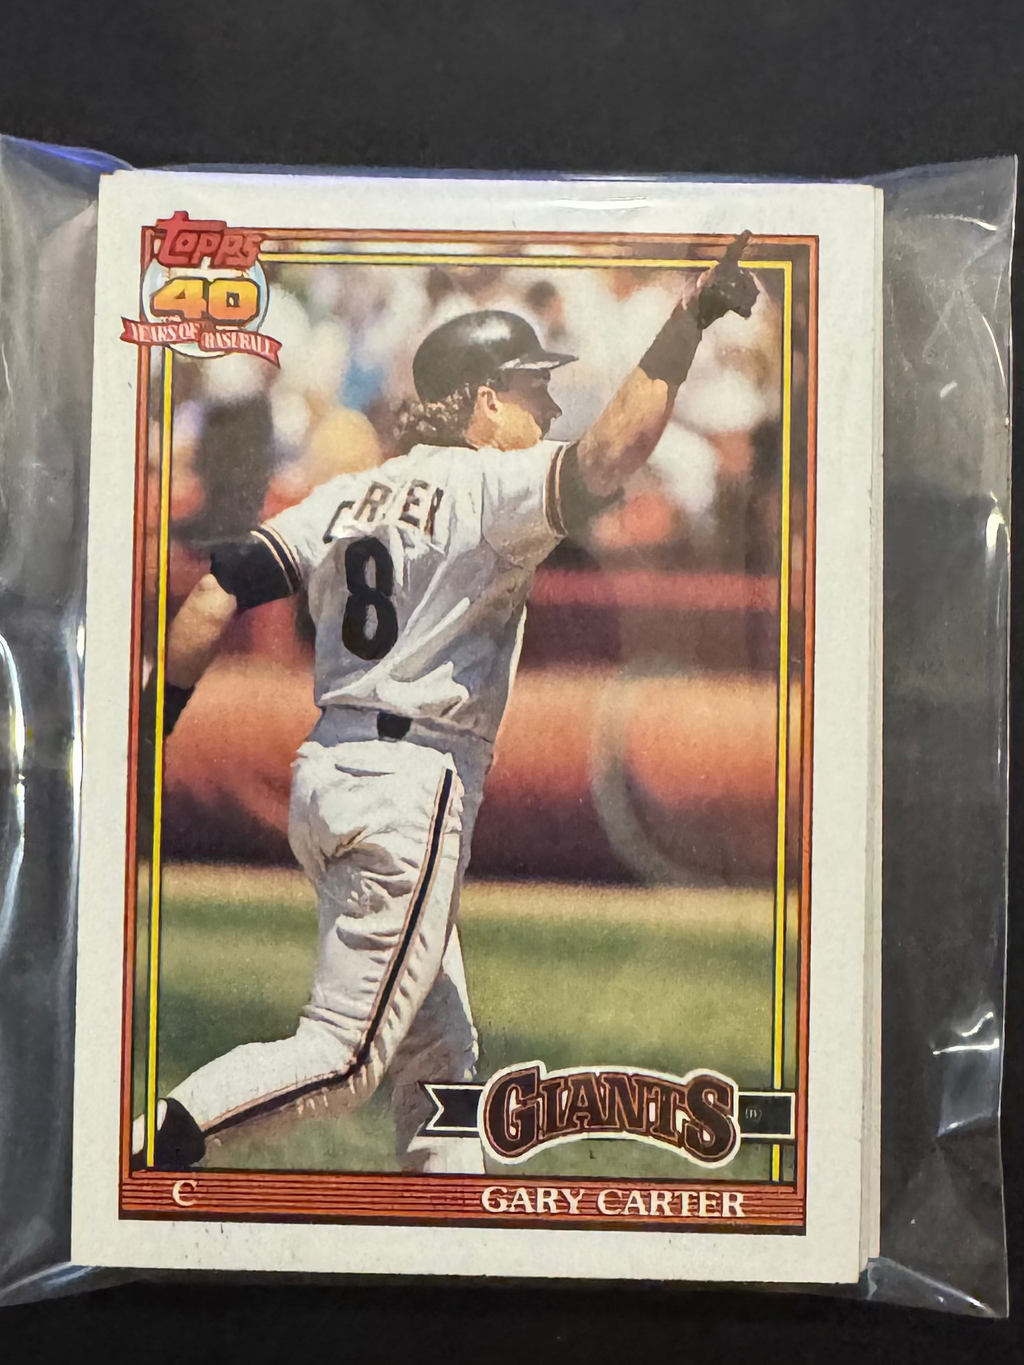 Topps
40
YEARS OF BASEBALL
8
GIANTS
C
GARY CARTER